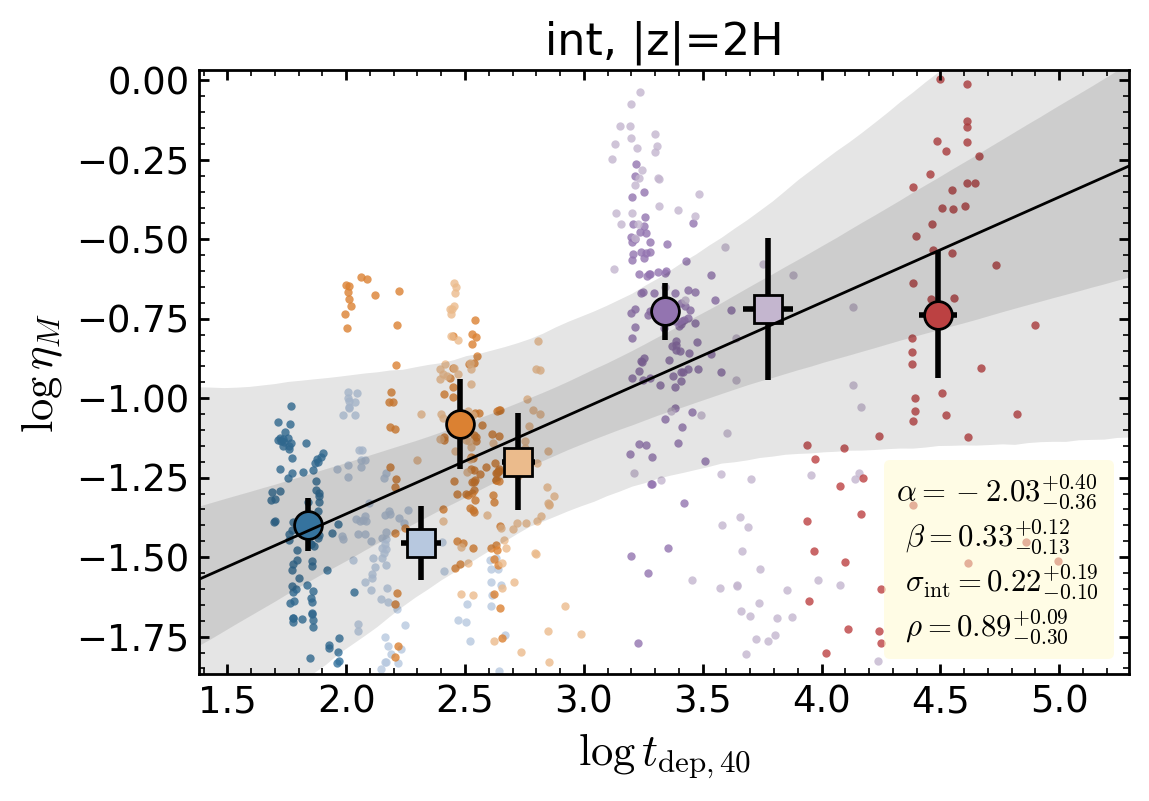 int, |z|=2H
0.00
−0.25
−0.50
−0.75
−1.00
−1.25
−1.50
−1.75
log η_M
α = − 2.03^{+0.40}_{−0.36}
β = 0.33^{+0.12}_{−0.13}
σ_int = 0.22^{+0.19}_{−0.10}
ρ = 0.89^{+0.09}_{−0.30}
1.5 2.0 2.5 3.0 3.5 4.0 4.5 5.0
log t_{dep, 40}